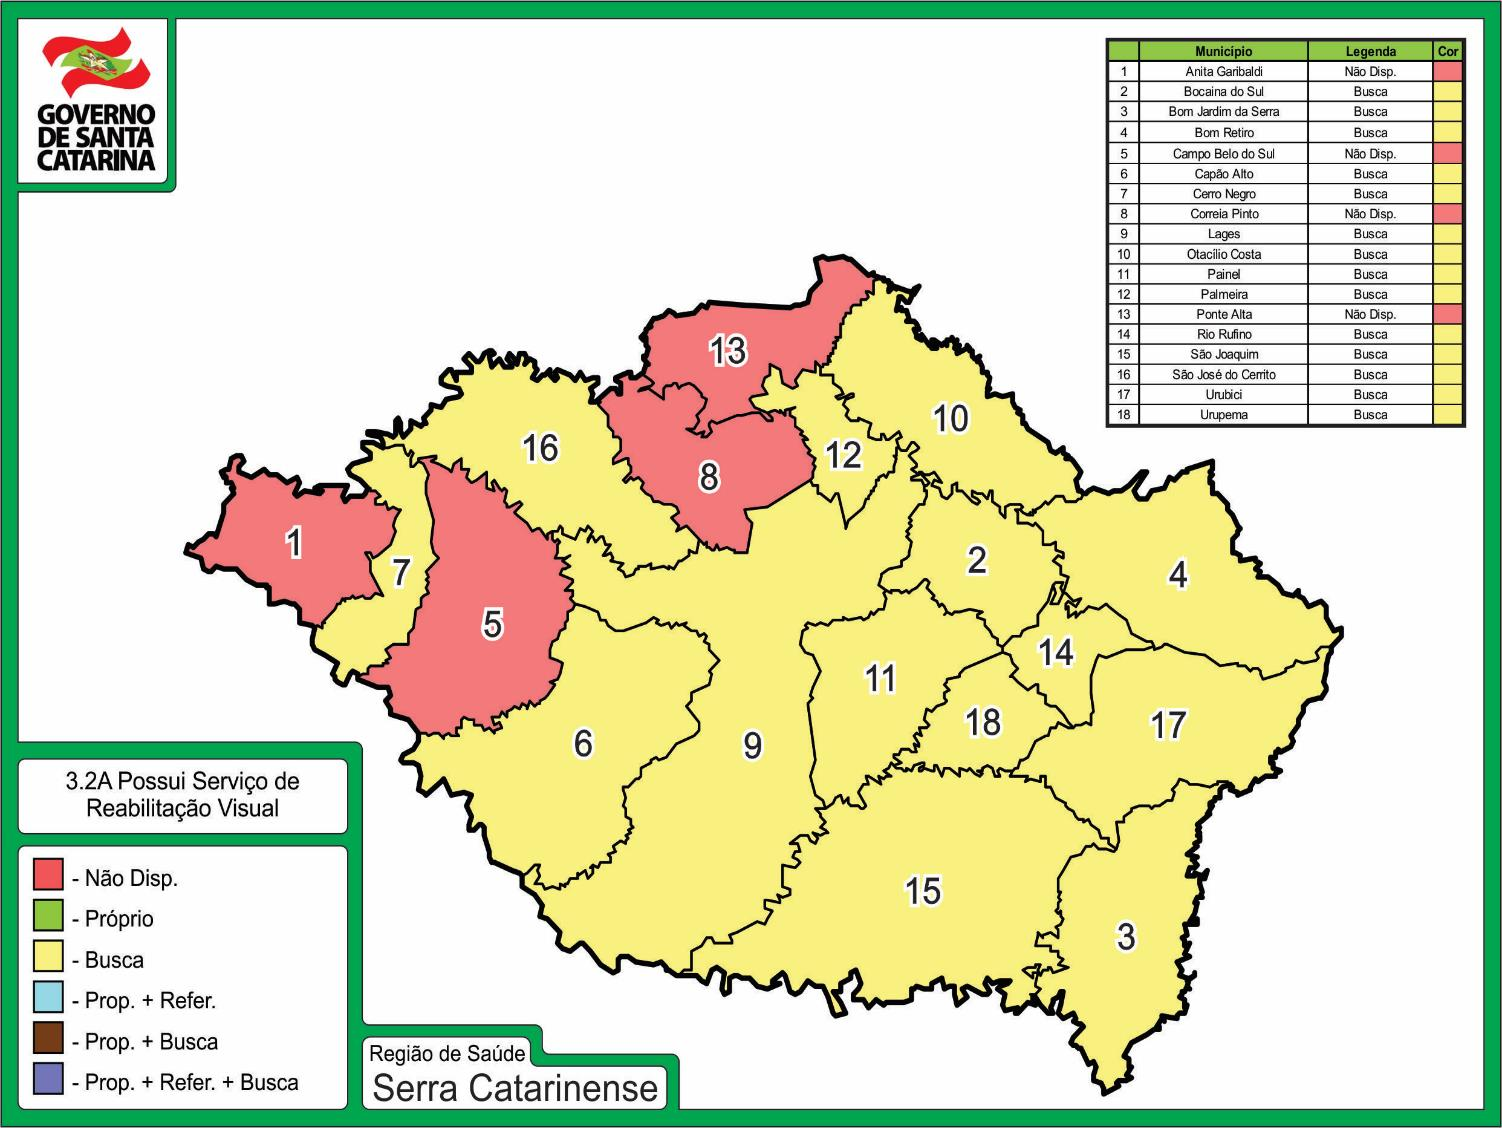 GOVERNO
DE SANTA
CATARINA
Município Legenda Cor
1 Anita Garibaldi Não Disp.
2 Bocaina do Sul Busca
3 Bom Jardim da Serra Busca
4 Bom Retiro Busca
5 Campo Belo do Sul Não Disp.
6 Capão Alto Busca
7 Cerro Negro Busca
8 Correia Pinto Não Disp.
9 Lages Busca
10 Otacílio Costa Busca
11 Painel Busca
12 Palmeira Busca
13 Ponte Alta Não Disp.
14 Rio Rufino Busca
15 São Joaquim Busca
16 São José do Cerrito Busca
17 Urubici Busca
18 Urupema Busca
13
10
16
12
8
1
2
7
4
5
14
11
18
17
6
9
15
3
3.2A Possui Serviço de
Reabilitação Visual
- Não Disp.
- Próprio
- Busca
- Prop. + Refer.
- Prop. + Busca
- Prop. + Refer. + Busca
Região de Saúde
Serra Catarinense